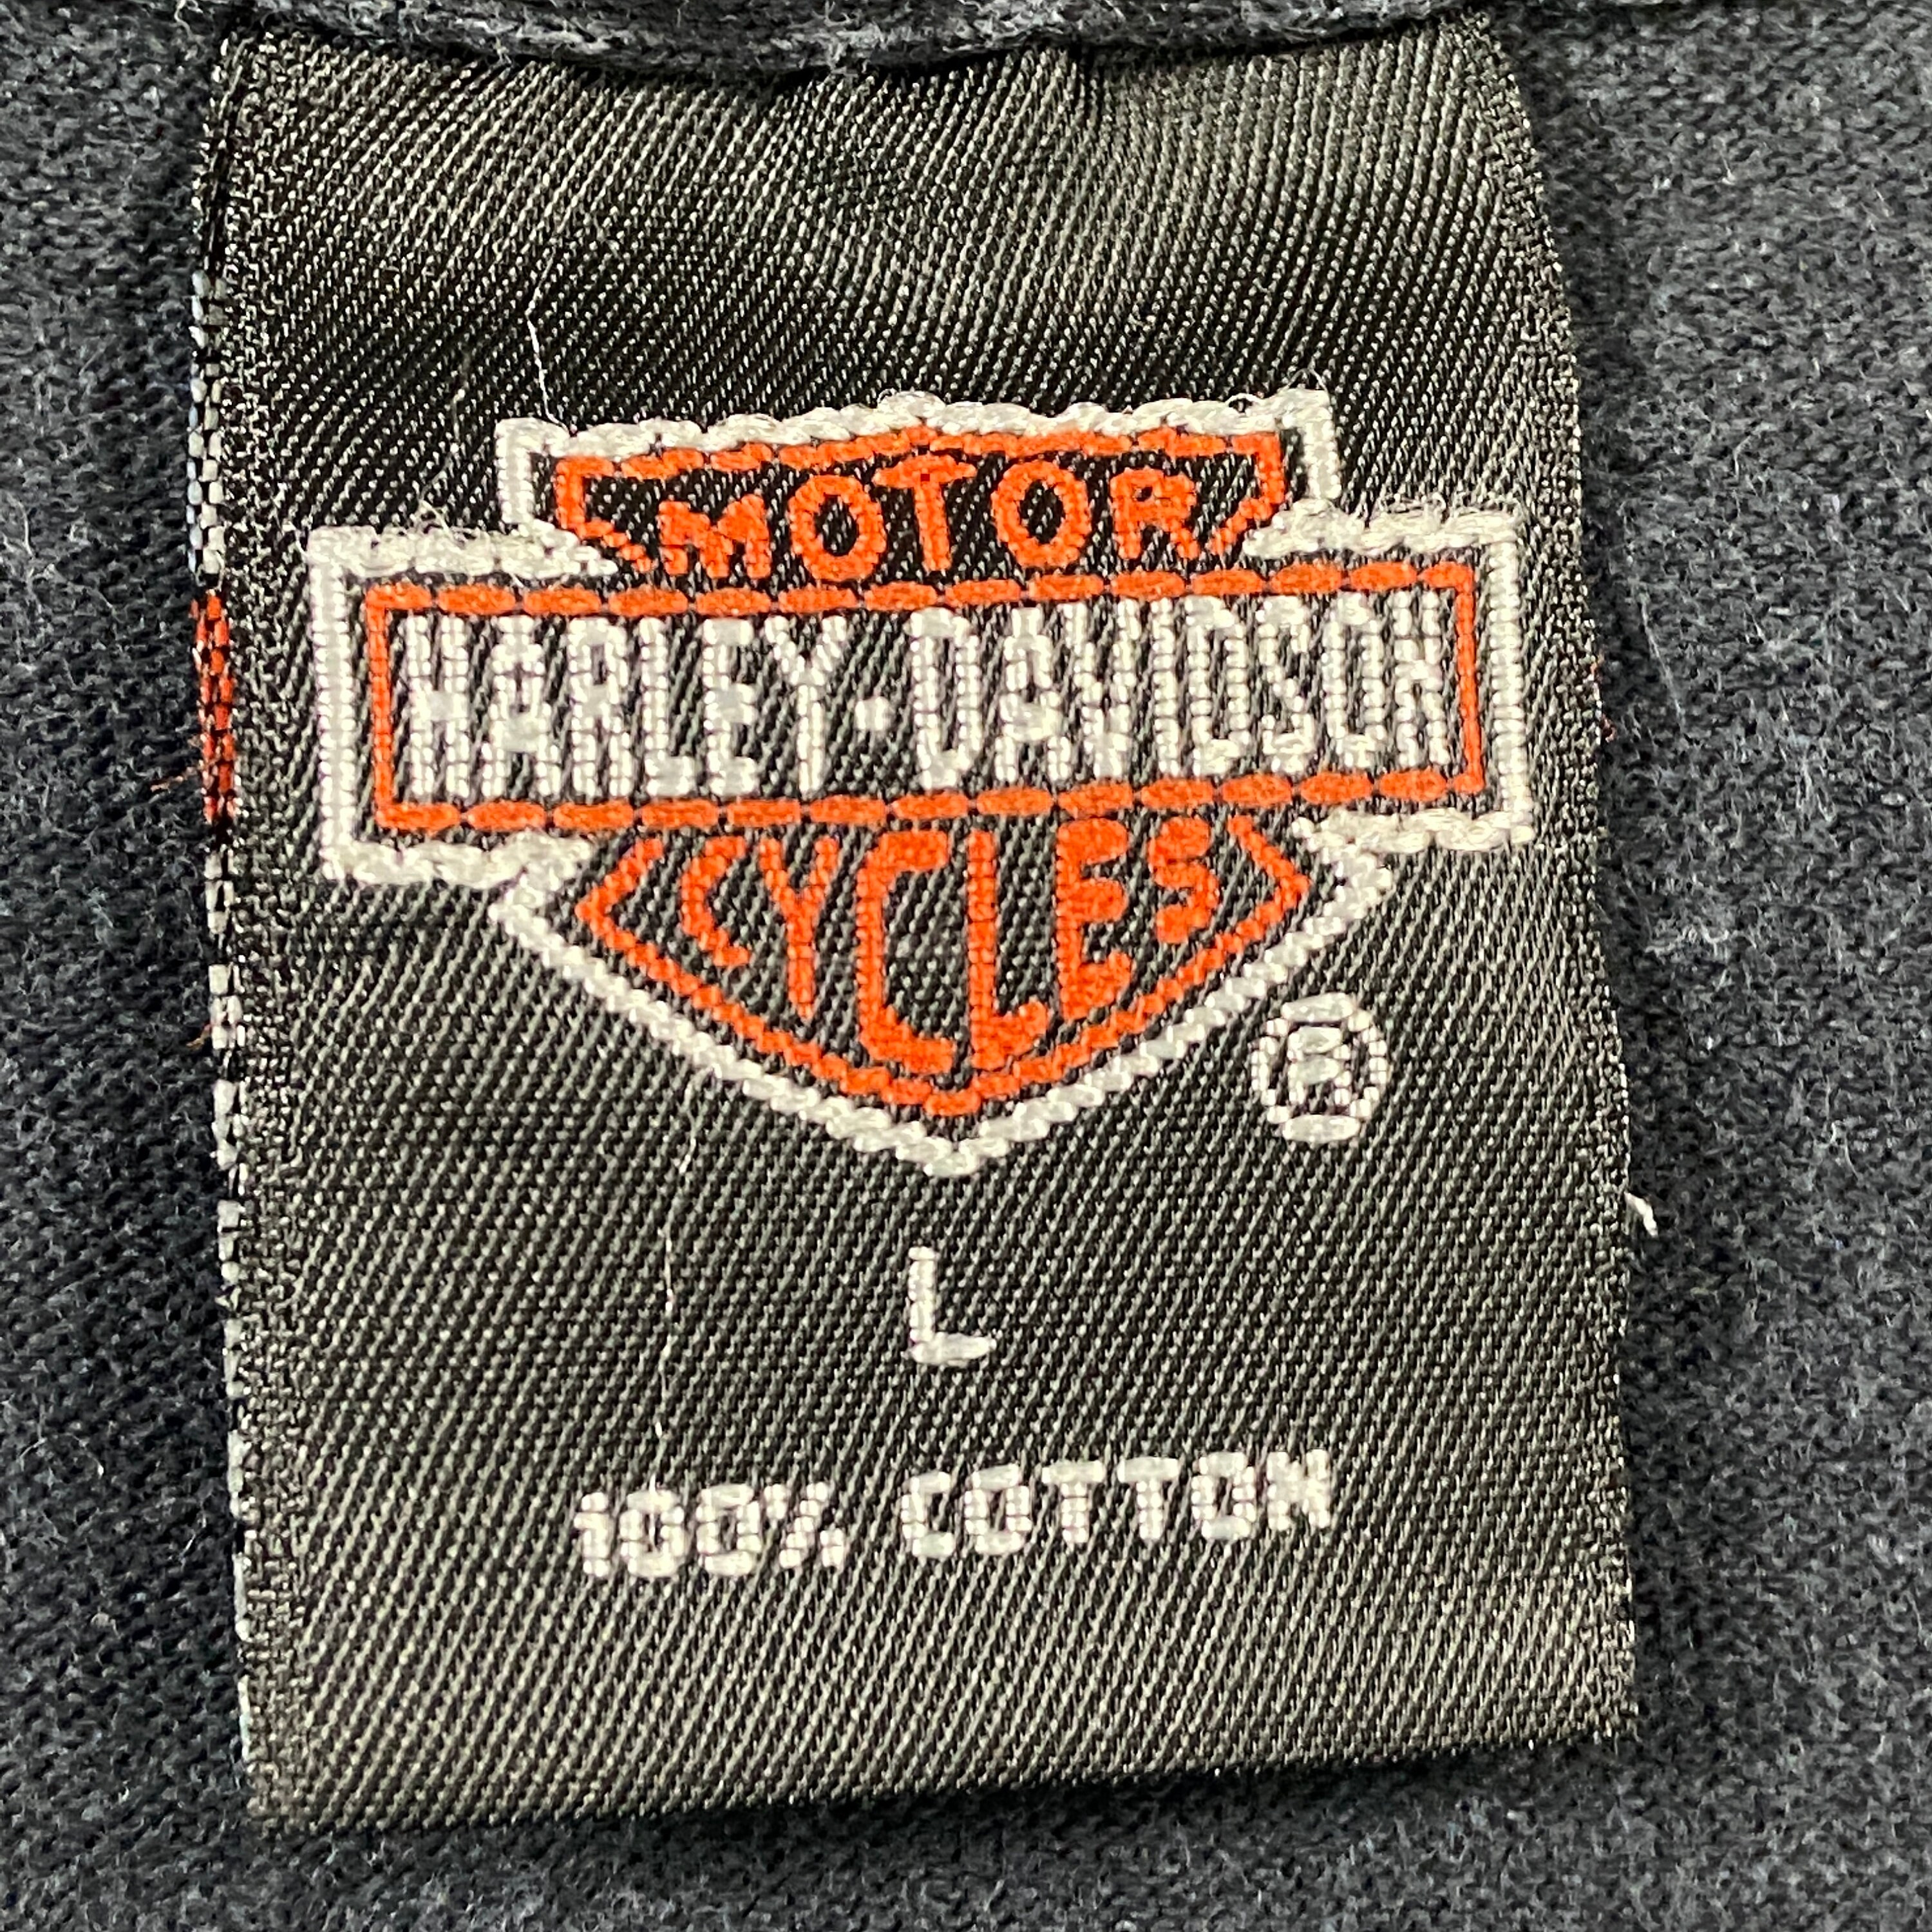 MOTOR
HARLEY-DAVIDSON
CYCLES
®
L
100% COTTON